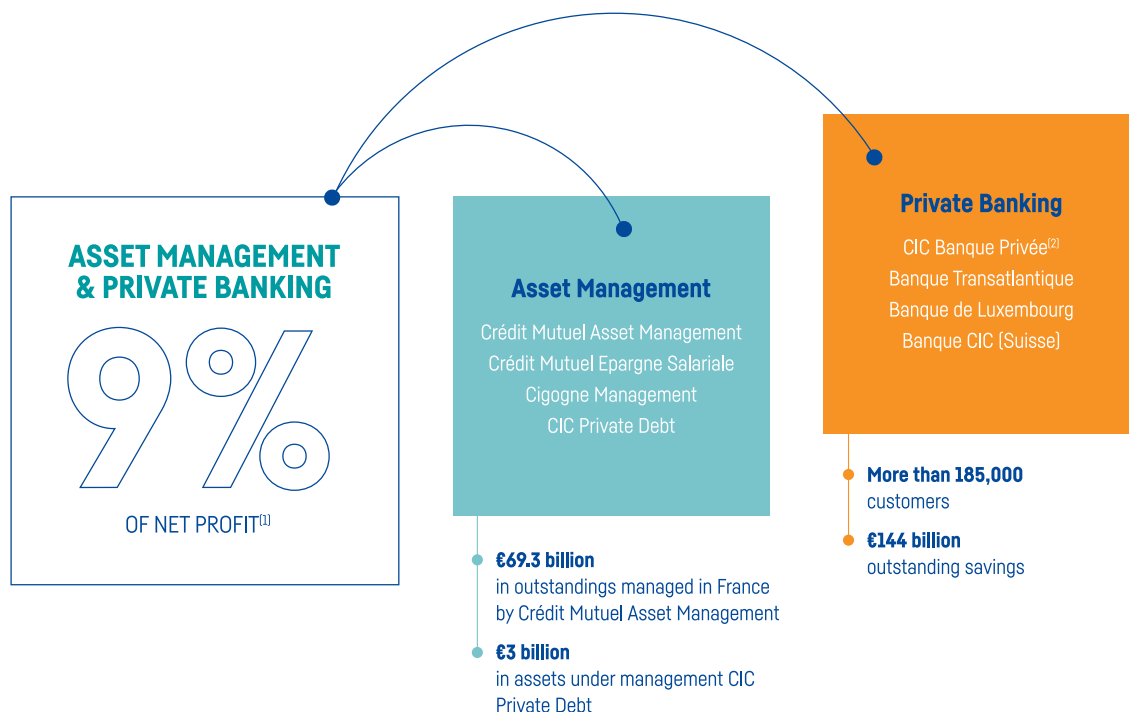 ASSET MANAGEMENT
& PRIVATE BANKING
9%
OF NET PROFIT(1)
Asset Management
Crédit Mutuel Asset Management
Crédit Mutuel Epargne Salariale
Cigogne Management
CIC Private Debt
€69.3 billion
in outstandings managed in France
by Crédit Mutuel Asset Management
€3 billion
in assets under management CIC
Private Debt
Private Banking
CIC Banque Privée(2)
Banque Transatlantique
Banque de Luxembourg
Banque CIC (Suisse)
More than 185,000
customers
€144 billion
outstanding savings